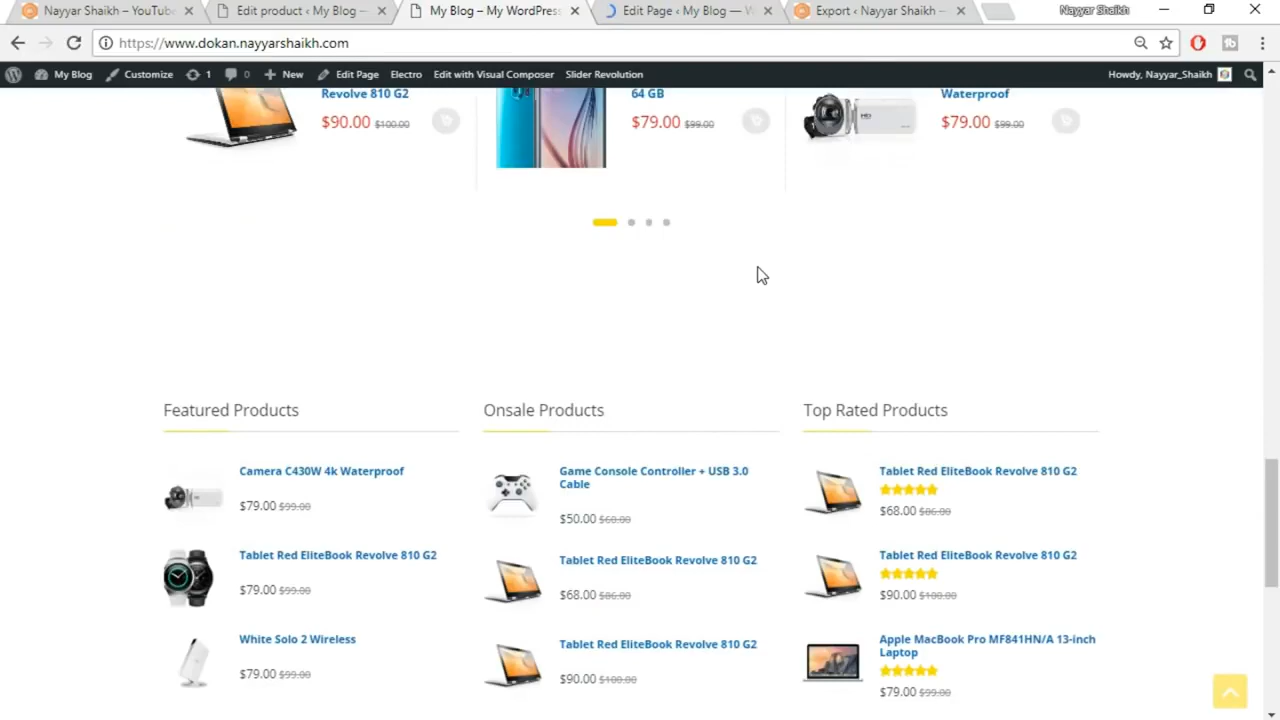 Nayyar Shaikh – YouTub
Edit product ‹ My Blog –
My Blog – My WordPress
Edit Page ‹ My Blog — W
Export ‹ Nayyar Shaikh –
Nayyar Shaikh
https://www.dokan.nayyarshaikh.com
My Blog
Customize
1
0
New
Edit Page
Electro
Edit with Visual Composer
Slider Revolution
Howdy, Nayyar_Shaikh
Revolve 810 G2
$90.00 $100.00
64 GB
$79.00 $99.00
Waterproof
$79.00 $99.00
Featured Products
Camera C430W 4k Waterproof
$79.00 $99.00
Tablet Red EliteBook Revolve 810 G2
$79.00 $99.00
White Solo 2 Wireless
$79.00 $99.00
Onsale Products
Game Console Controller + USB 3.0
Cable
$50.00 $60.00
Tablet Red EliteBook Revolve 810 G2
$68.00 $86.00
Tablet Red EliteBook Revolve 810 G2
$90.00 $100.00
Top Rated Products
Tablet Red EliteBook Revolve 810 G2
$68.00 $86.00
Tablet Red EliteBook Revolve 810 G2
$90.00 $100.00
Apple MacBook Pro MF841HN/A 13-inch
Laptop
$79.00 $99.00